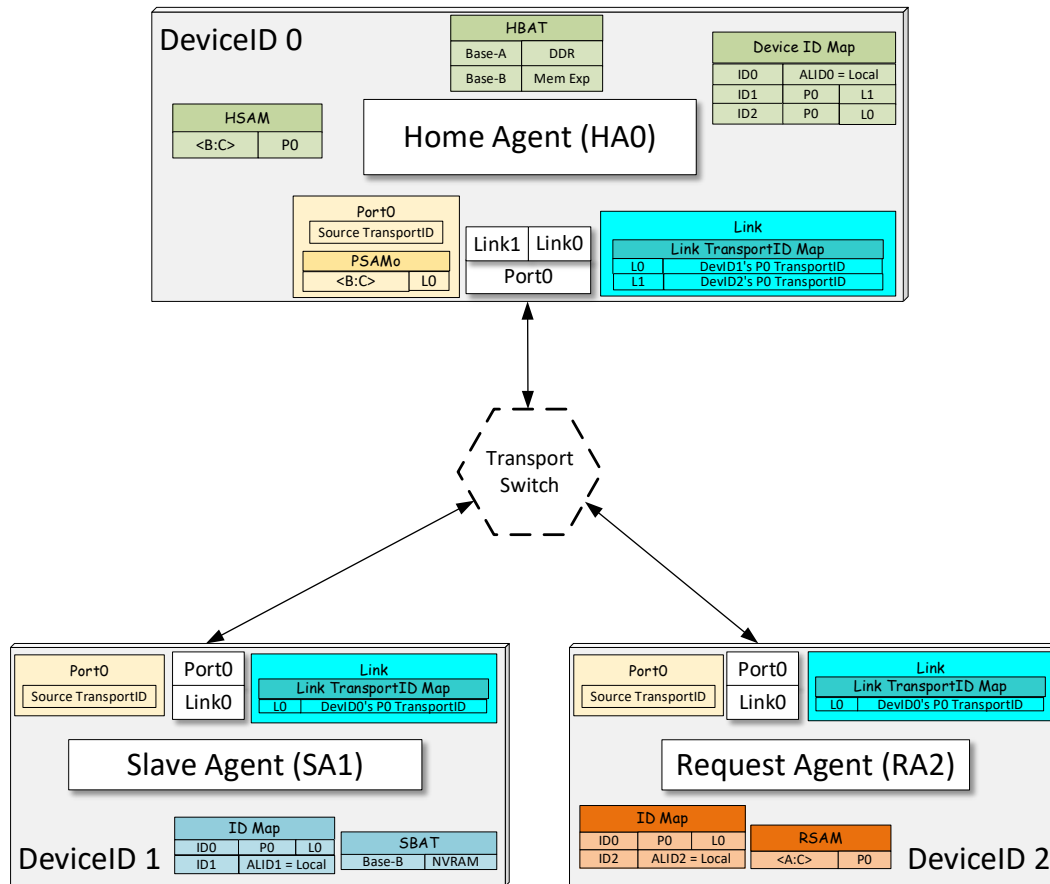 DeviceID 0
HBAT
Base-A DDR
Base-B Mem Exp
Device ID Map
ID0 ALID0 = Local
ID1 P0 L1
ID2 P0 L0
HSAM
<B:C> P0
Home Agent (HA0)
Port0
Source TransportID
PSAMo
<B:C> L0
Link1 Link0
Port0
Link
Link TransportID Map
L0 DevID1's P0 TransportID
L1 DevID2's P0 TransportID
Transport
Switch
Port0
Source TransportID
Port0
Link0
Link
Link TransportID Map
L0 DevID0's P0 TransportID
Slave Agent (SA1)
ID Map
ID0 P0 L0
ID1 ALID1 = Local
SBAT
Base-B NVRAM
DeviceID 1
Port0
Source TransportID
Port0
Link0
Link
Link TransportID Map
L0 DevID0's P0 TransportID
Request Agent (RA2)
ID Map
ID0 P0 L0
ID2 ALID2 = Local
RSAM
<A:C> P0
DeviceID 2